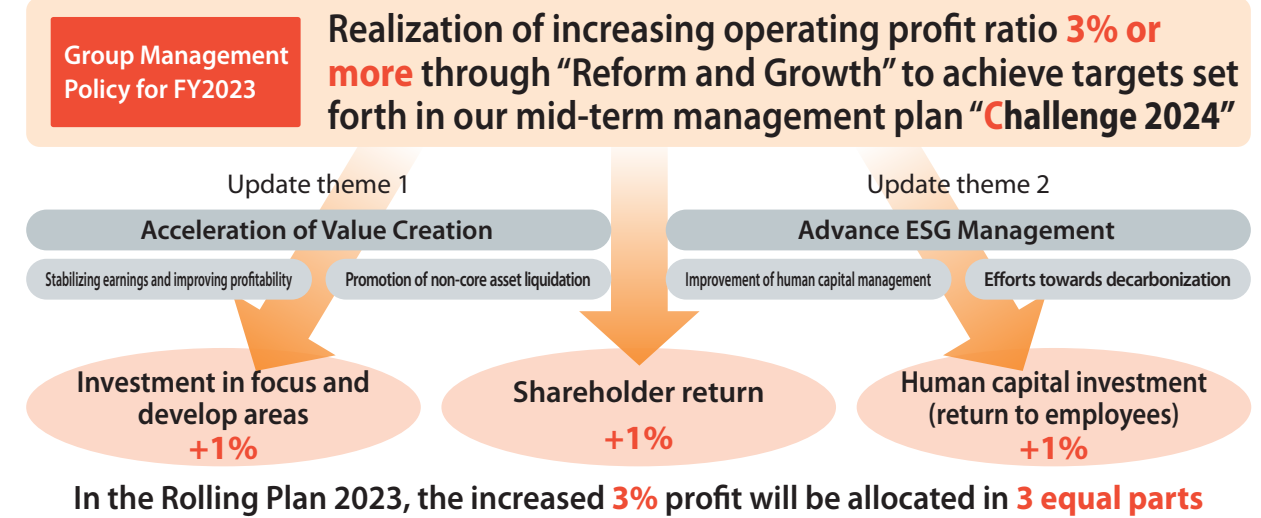 Group Management
Policy for FY2023
Realization of increasing operating profit ratio 3% or
more through “Reform and Growth” to achieve targets set
forth in our mid-term management plan “Challenge 2024”
Update theme 1
Acceleration of Value Creation
Stabilizing earnings and improving profitability
Promotion of non-core asset liquidation
Update theme 2
Advance ESG Management
Improvement of human capital management
Efforts towards decarbonization
Investment in focus and
develop areas
+1%
Shareholder return
+1%
Human capital investment
(return to employees)
+1%
In the Rolling Plan 2023, the increased 3% profit will be allocated in 3 equal parts